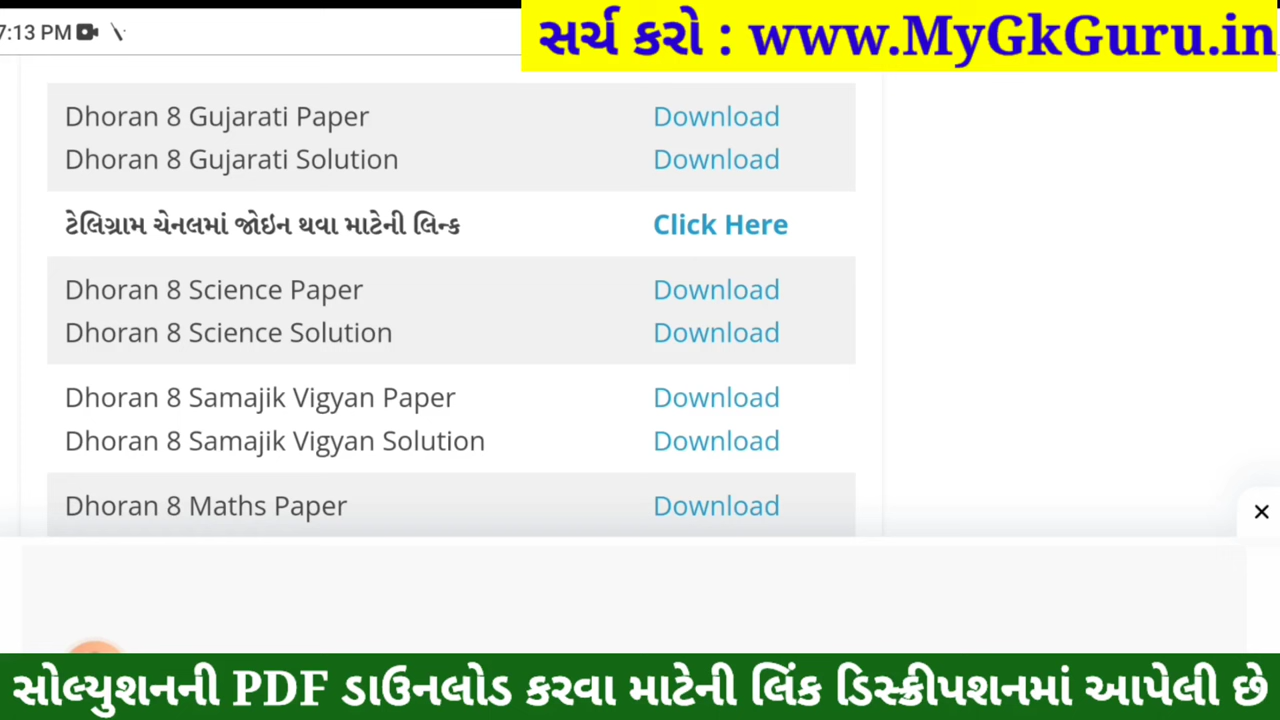 7:13 PM
સર્ચ કરો : www.MyGkGuru.in
Dhoran 8 Gujarati Paper Download
Dhoran 8 Gujarati Solution Download
ટેલિગ્રામ ચેનલમાં જોઇન થવા માટેની લિન્ક Click Here
Dhoran 8 Science Paper Download
Dhoran 8 Science Solution Download
Dhoran 8 Samajik Vigyan Paper Download
Dhoran 8 Samajik Vigyan Solution Download
Dhoran 8 Maths Paper Download
સોલ્યુશનની PDF ડાઉનલોડ કરવા માટેની લિંક ડિસ્ક્રીપશનમાં આપેલી છે